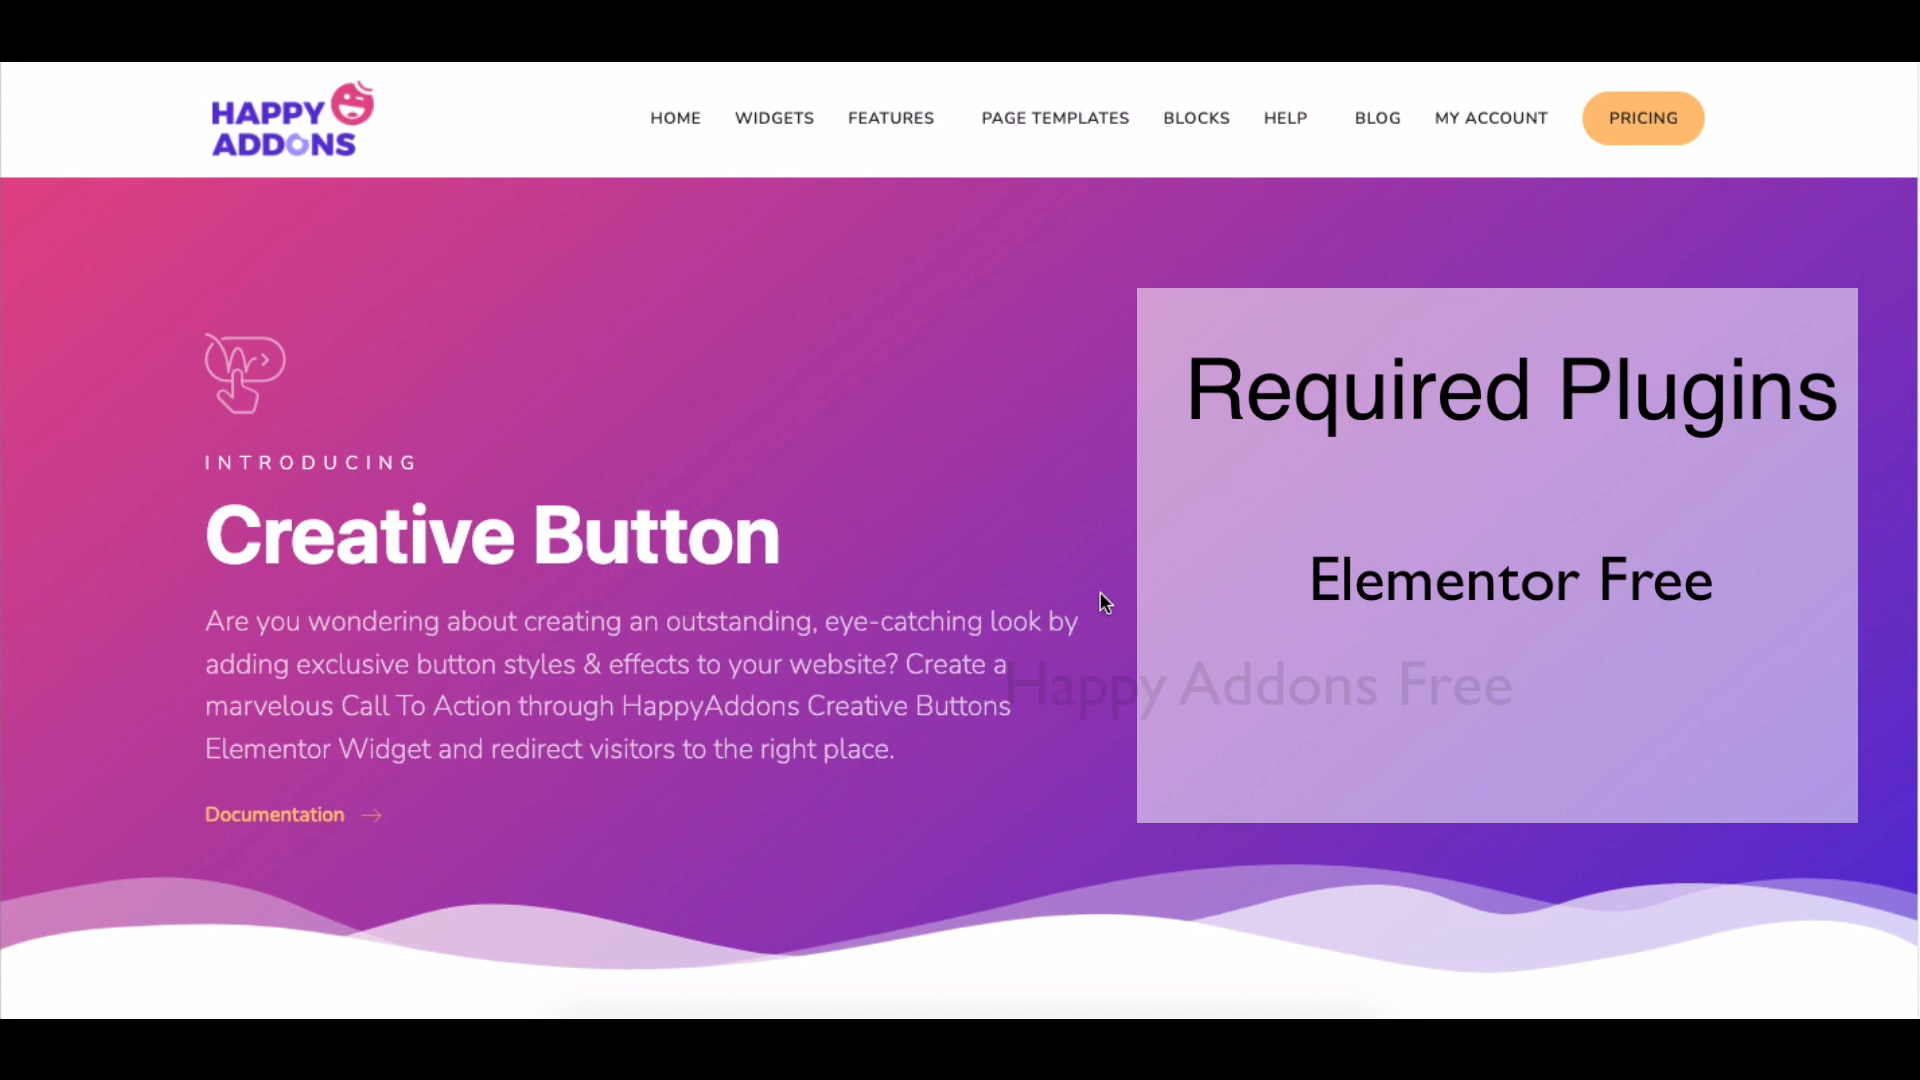 HAPPY
ADDONS
HOME WIDGETS FEATURES PAGE TEMPLATES BLOCKS HELP BLOG MY ACCOUNT PRICING
INTRODUCING
Creative Button
Are you wondering about creating an outstanding, eye-catching look by
adding exclusive button styles & effects to your website? Create a
marvelous Call To Action through HappyAddons Creative Buttons
Elementor Widget and redirect visitors to the right place.
Documentation
Required Plugins
Elementor Free
Happy Addons Free